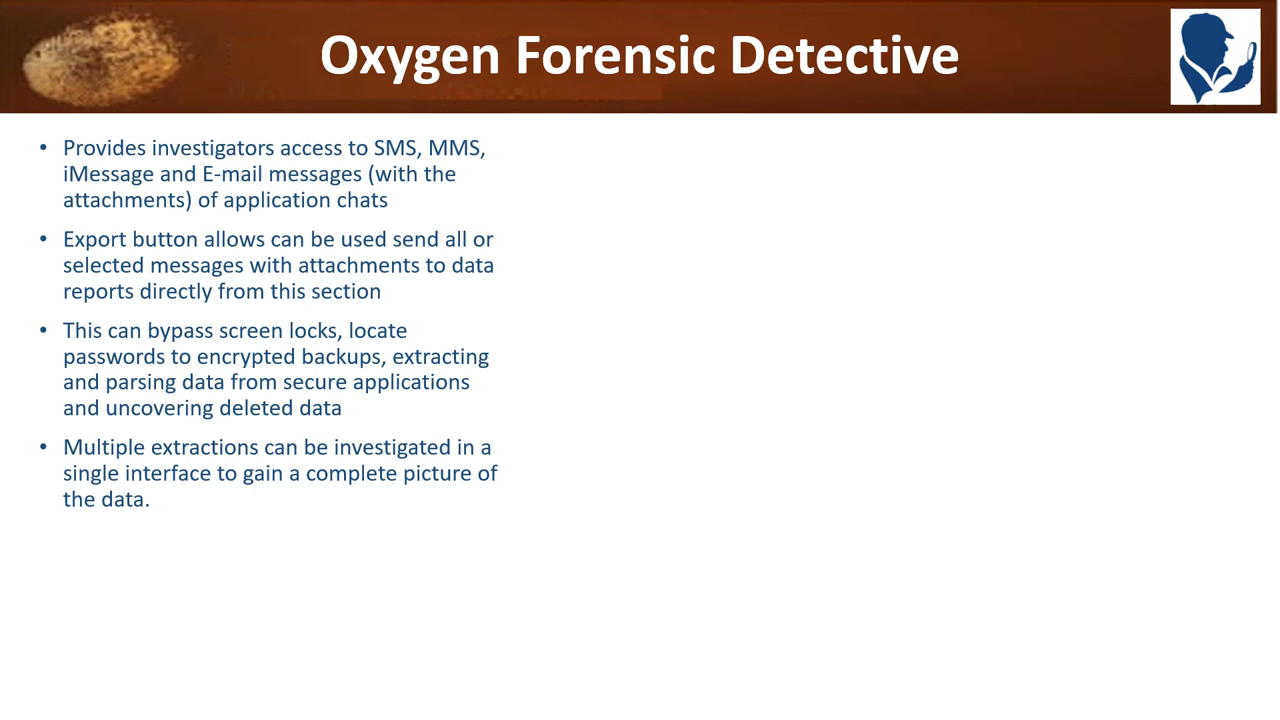 Oxygen Forensic Detective
• Provides investigators access to SMS, MMS,
iMessage and E-mail messages (with the
attachments) of application chats
• Export button allows can be used send all or
selected messages with attachments to data
reports directly from this section
• This can bypass screen locks, locate
passwords to encrypted backups, extracting
and parsing data from secure applications
and uncovering deleted data
• Multiple extractions can be investigated in a
single interface to gain a complete picture of
the data.